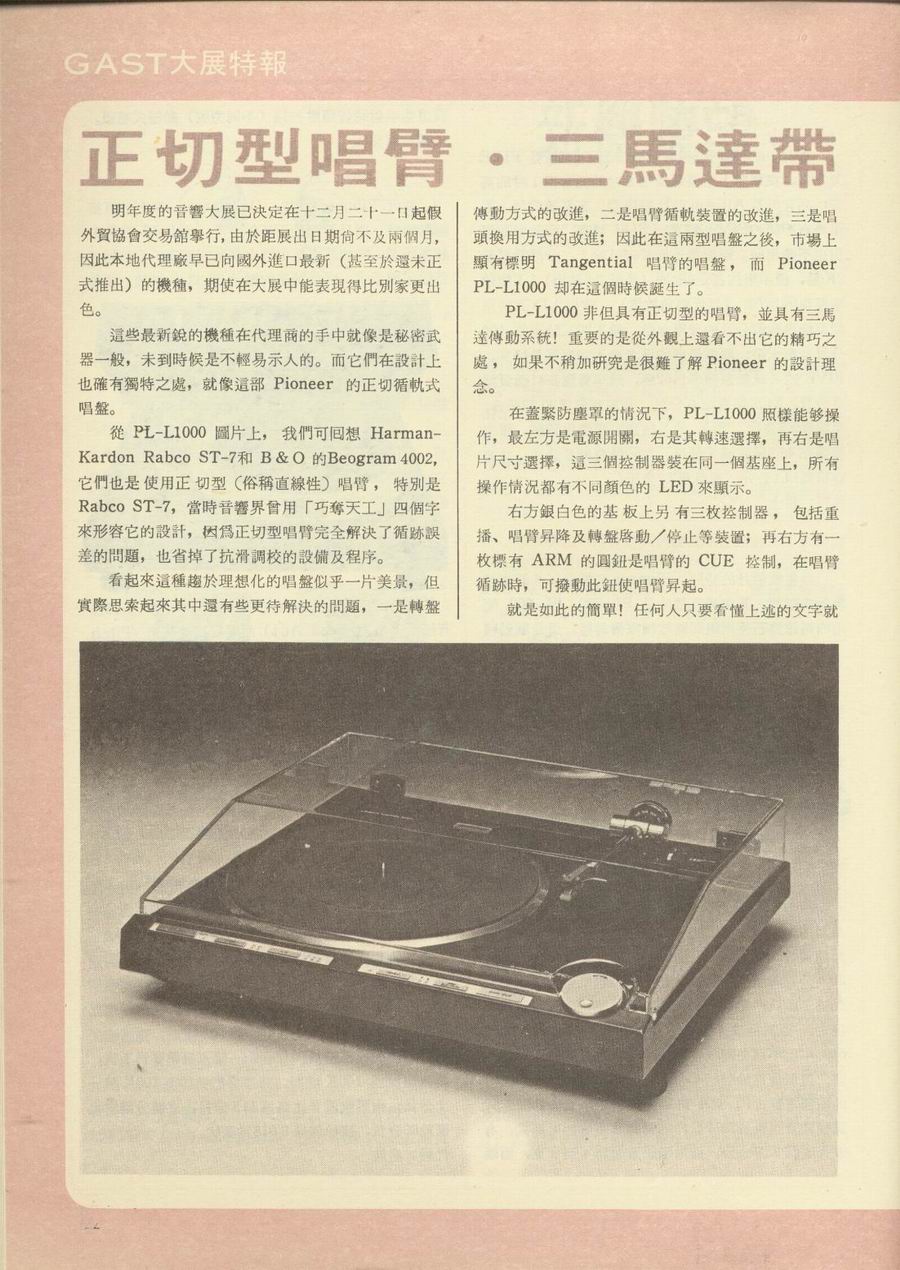 GAST大展特報
正切型唱臂・三馬達帶
明年度的音響大展已決定在十二月二十一日起假
外貿協會交易舘舉行，由於距展出日期尙不及兩個月，
因此本地代理廠早已向國外進口最新（甚至於還未正
式推出）的機種，期使在大展中能表現得比別家更出
色。
這些最新銳的機種在代理商的手中就像是秘密武
器一般，未到時候是不輕易示人的。而它們在設計上
也確有獨特之處，就像這部 Pioneer 的正切循軌式
唱盤。
從 PL-L1000 圖片上，我們可回想 Harman-
Kardon Rabco ST-7和 B＆O 的Beogram 4002，
它們也是使用正切型（俗稱直線性）唱臂，特別是
Rabco ST-7，當時音響界曾用「巧奪天工」四個字
來形容它的設計，因爲正切型唱臂完全解決了循跡誤
差的問題，也省掉了抗滑調校的設備及程序。
看起來這種趨於理想化的唱盤似乎一片美景，但
實際思索起來其中還有些更待解決的問題，一是轉盤
傳動方式的改進，二是唱臂循軌裝置的改進，三是唱
頭換用方式的改進；因此在這兩型唱盤之後，市場上
顯有標明 Tangential 唱臂的唱盤，而 Pioneer
PL-L1000 却在這個時候誕生了。
PL-L1000 非但具有正切型的唱臂，並具有三馬
達傳動系統！重要的是從外觀上還看不出它的精巧之
處，如果不稍加研究是很難了解 Pioneer 的設計理
念。
在蓋緊防塵罩的情況下，PL-L1000 照樣能够操
作，最左方是電源開關，右是其轉速選擇，再右是唱
片尺寸選擇，這三個控制器裝在同一個基座上，所有
操作情況都有不同顏色的 LED 來顯示。
右方銀白色的基板上另有三枚控制器，包括重
播、唱臂昇降及轉盤啓動／停止等裝置；再右方有一
枚標有 ARM 的圓鈕是唱臂的 CUE 控制，在唱臂
循跡時，可撥動此鈕使唱臂昇起。
就是如此的簡單！任何人只要看懂上述的文字就